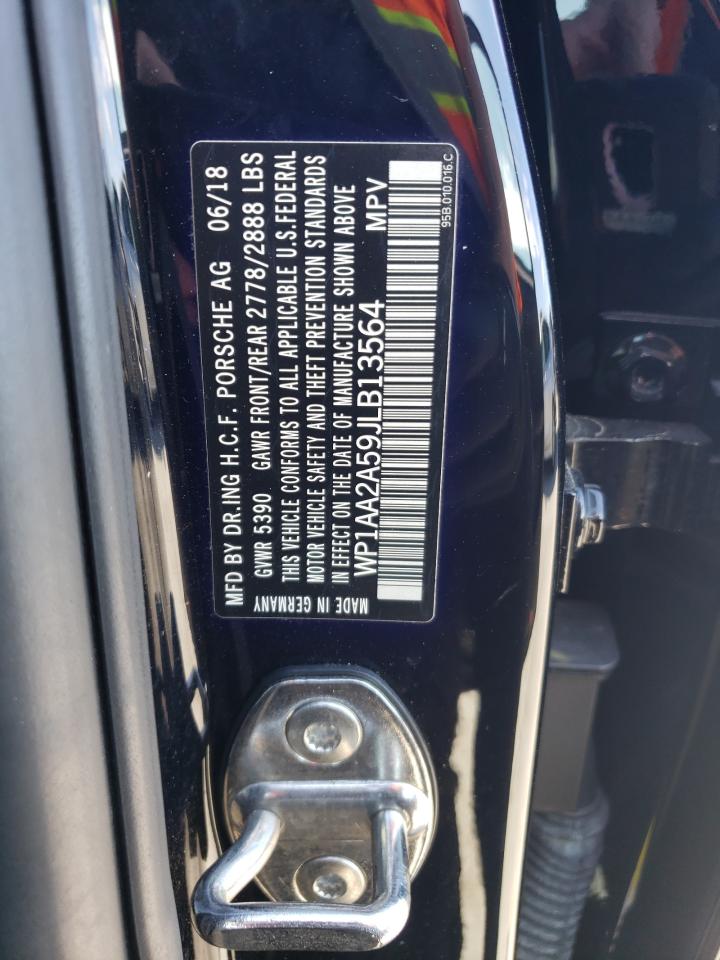 MFD BY DR.ING H.C.F. PORSCHE AG 06/18
GVWR 5390 GAWR FRONT/REAR 2778/2888 LBS
THIS VEHICLE CONFORMS TO ALL APPLICABLE U.S.FEDERAL
MOTOR VEHICLE SAFETY AND THEFT PREVENTION STANDARDS
IN EFFECT ON THE DATE OF MANUFACTURE SHOWN ABOVE
WP1AA2A59JLB13564 MPV
MADE IN GERMANY
95B.010.016.C